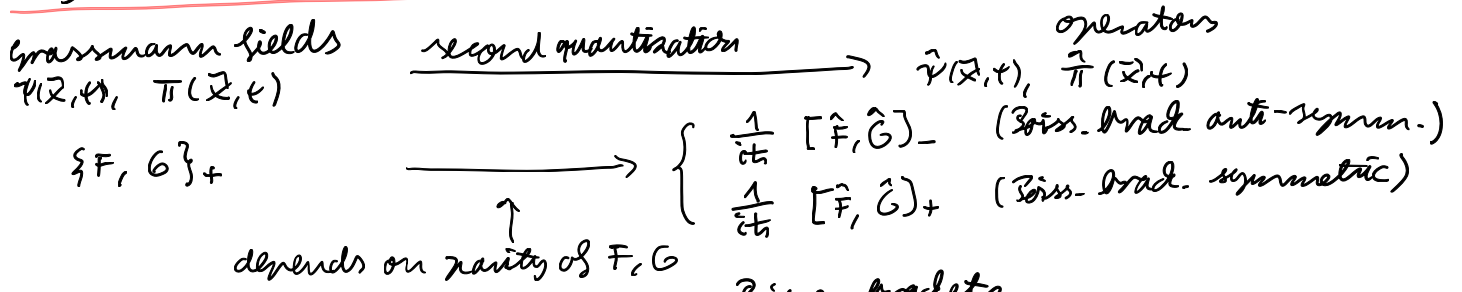 Grassmann fields second quantization operators
ψ(x⃗,t), π(x⃗,t) ψ̂(x⃗,t), π̂(x⃗,t)
{F, G}₊ 1/iħ [F̂, Ĝ]₋ (Poiss. brack anti-symm.)
1/iħ [F̂, Ĝ]₊ (Poiss. brack. symmetric)
depends on parity of F, G
brackets